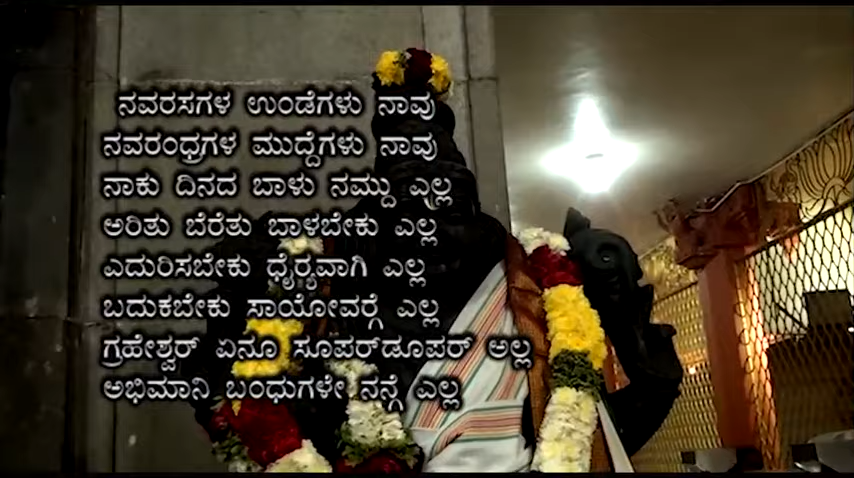 ನವರಸಗಳ ಉಂಡೆಗಳು ನಾವು
ನವರಂಧ್ರಗಳ ಮುದ್ದೆಗಳು ನಾವು
ನಾಕು ದಿನದ ಬಾಳು ನಮ್ದು ಎಲ್ಲ
ಅರಿತು ಬೆರೆತು ಬಾಳಬೇಕು ಎಲ್ಲ
ಎದುರಿಸಬೇಕು ಧೈರ್‍ಯವಾಗಿ ಎಲ್ಲ
ಬದುಕಬೇಕು ಸಾಯೋವರ್‍ಗೆ ಎಲ್ಲ
ಗ್ರಹೇಶ್ವರ್ ಏನೂ ಸೂಪರ್‌ಡೂಪರ್ ಅಲ್ಲ
ಅಭಿಮಾನಿ ಬಂಧುಗಳೇ ನನ್ಗೆ ಎಲ್ಲ